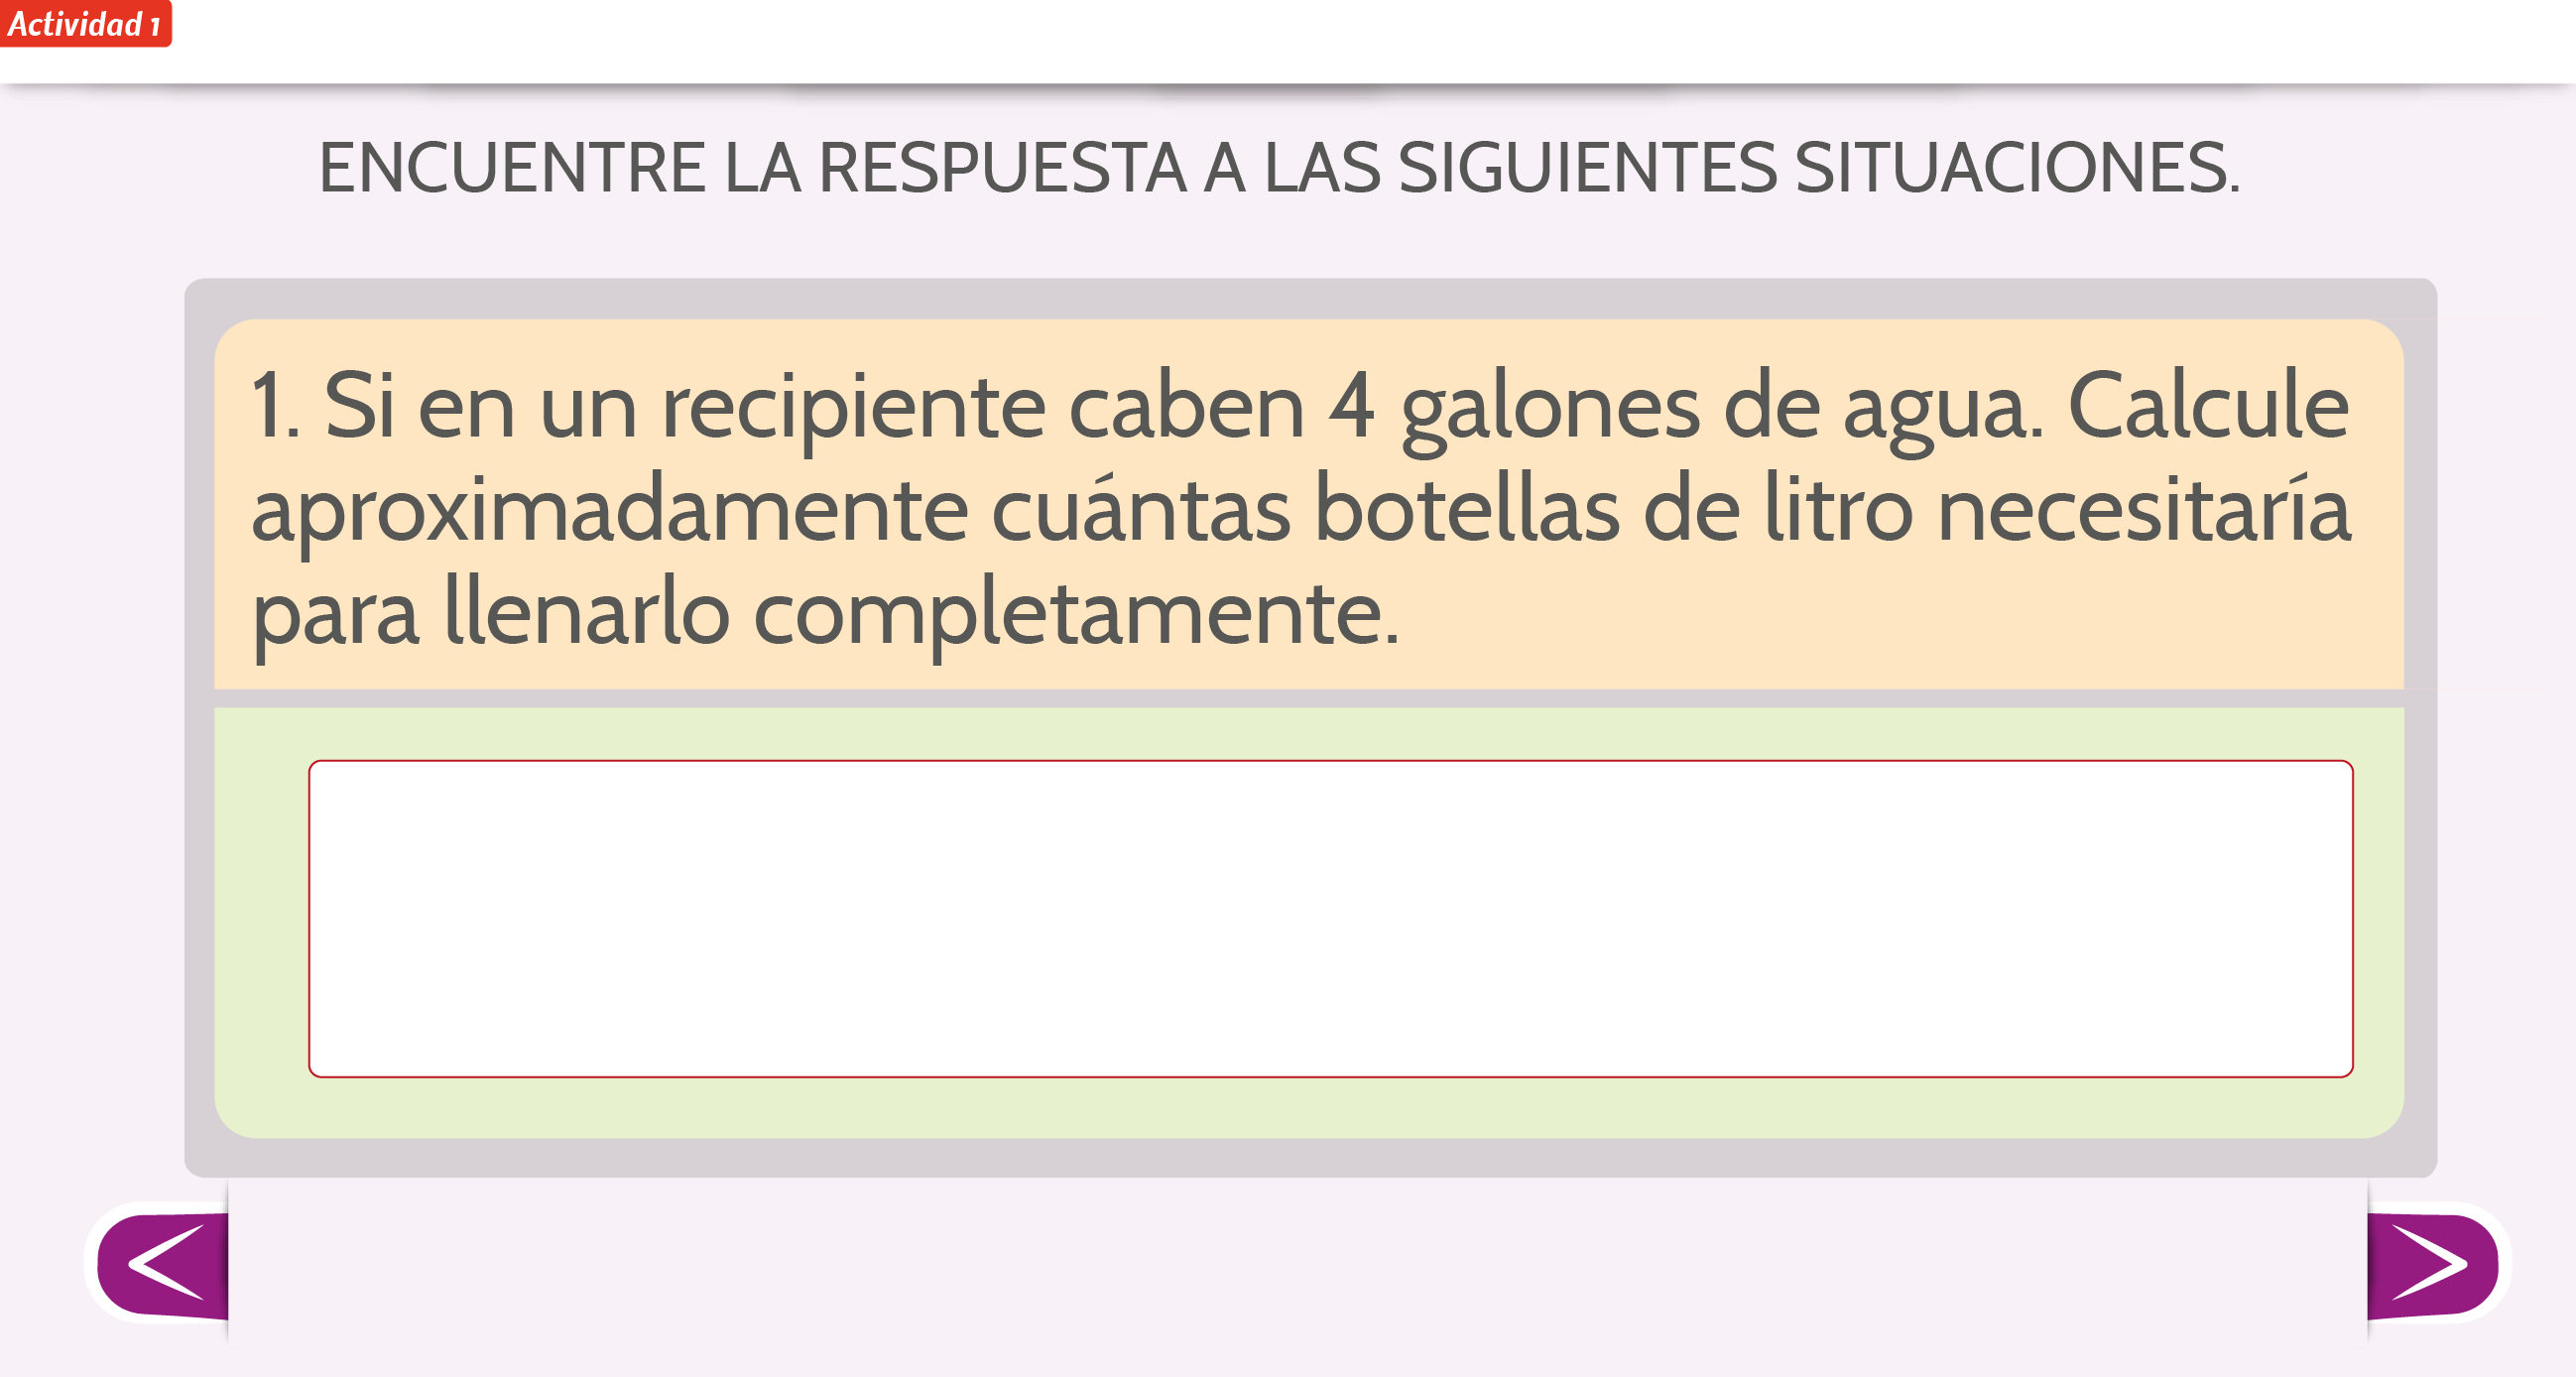 Actividad 1
ENCUENTRE LA RESPUESTA A LAS SIGUIENTES SITUACIONES.
1. Si en un recipiente caben 4 galones de agua. Calcule
aproximadamente cuántas botellas de litro necesitaría
para llenarlo completamente.